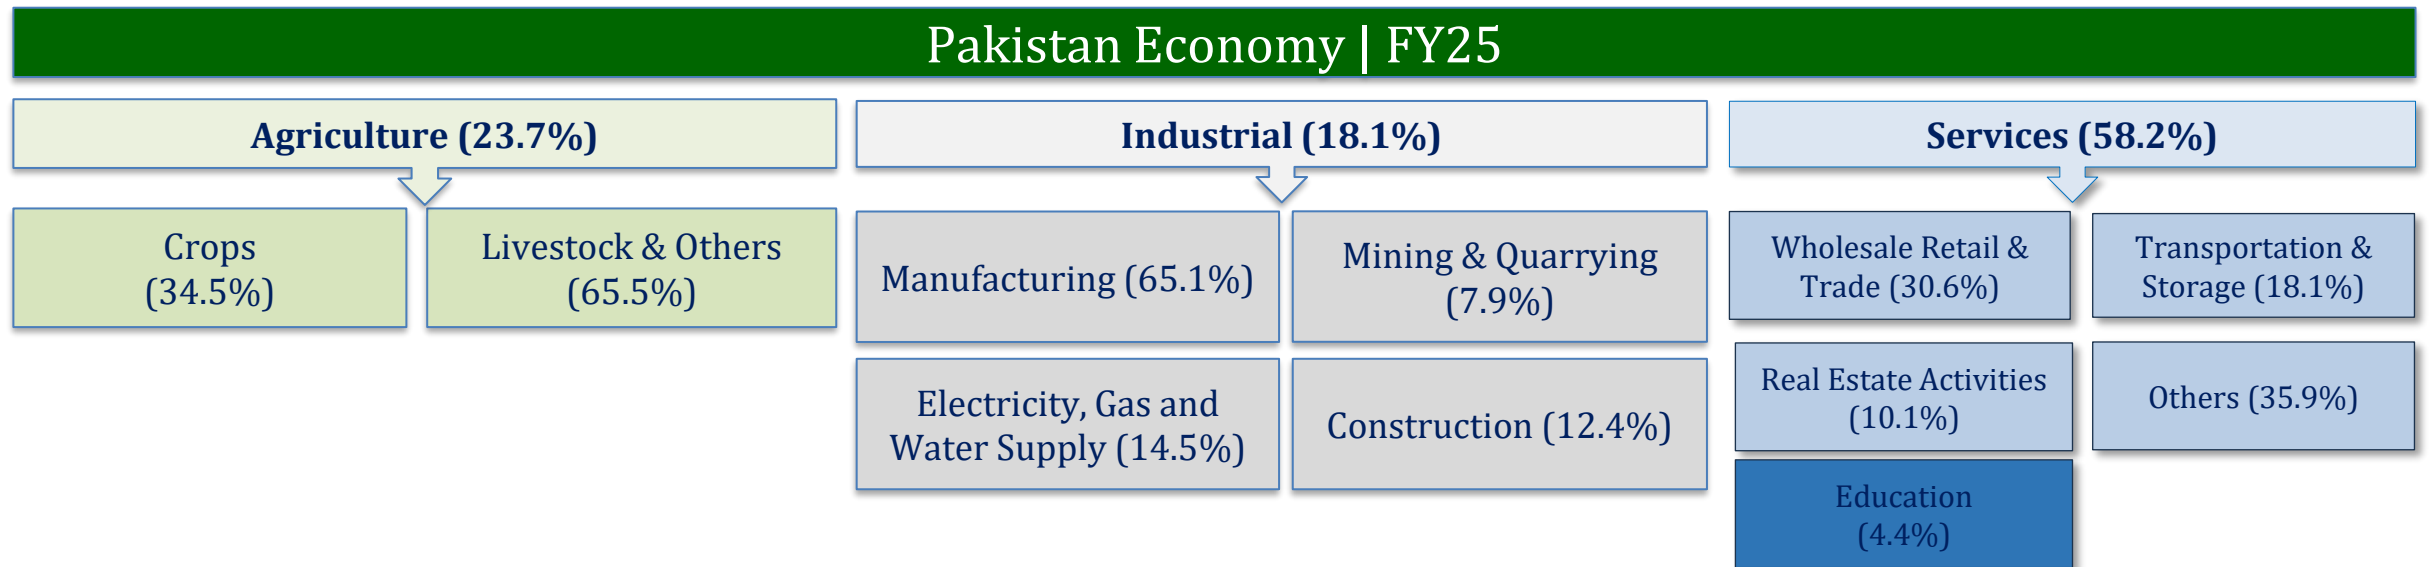 Pakistan Economy | FY25
Agriculture (23.7%)
Industrial (18.1%)
Services (58.2%)
Crops
(34.5%)
Livestock & Others
(65.5%)
Manufacturing (65.1%)
Mining & Quarrying
(7.9%)
Electricity, Gas and
Water Supply (14.5%)
Construction (12.4%)
Wholesale Retail &
Trade (30.6%)
Transportation &
Storage (18.1%)
Real Estate Activities
(10.1%)
Others (35.9%)
Education
(4.4%)